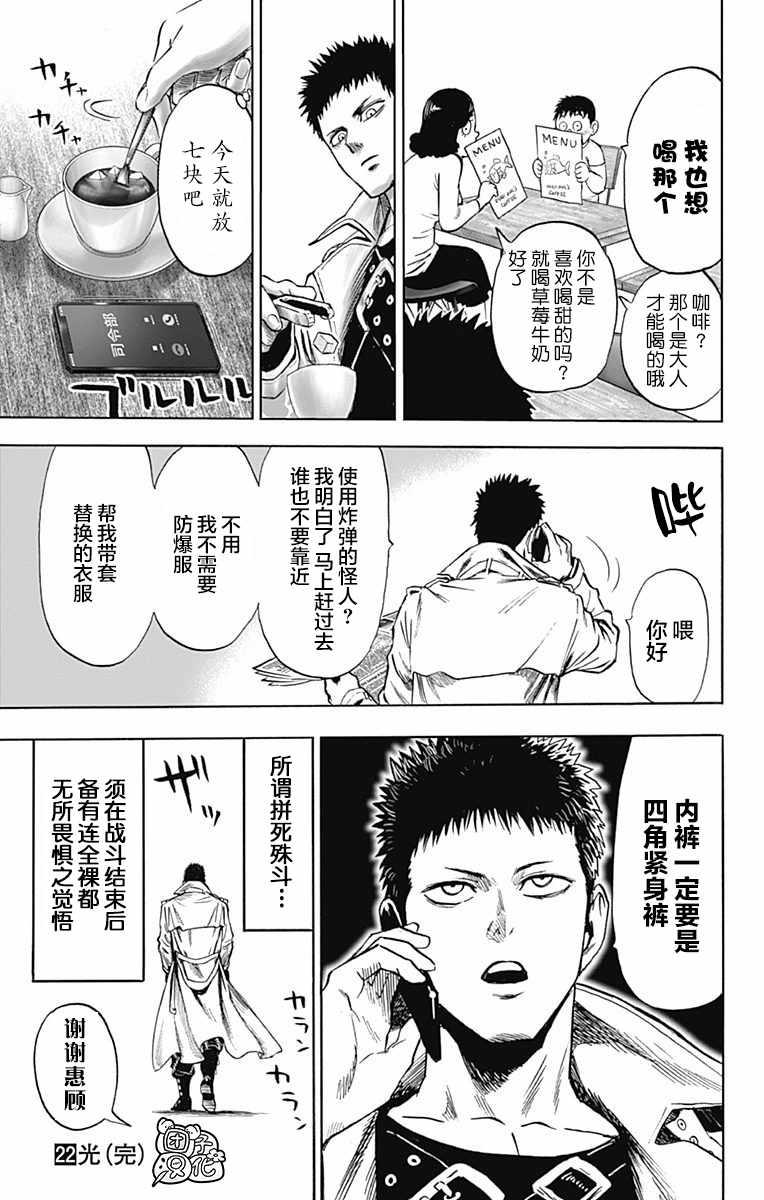 我也想
喝那个
MENU
MENU
咖啡？
那个是大人
才能喝的哦
你不是
喜欢喝甜的吗？
就喝草莓牛奶
好了
今天就放
七块吧
カチャ
カチャ
司令部
ブルルルル
哔
喂
你好
使用炸弹的怪人？
我明白了 马上赶过去
谁也不要靠近
不用
我不需要
防爆服
帮我带套
替换的衣服
内裤一定要是
四角紧身裤
所谓拼死殊斗…
须在战斗结束后
备有连全裸都
无所畏惧之觉悟
ザッ
カラン
カラン
谢谢惠顾
22光（完）
团子
汉化